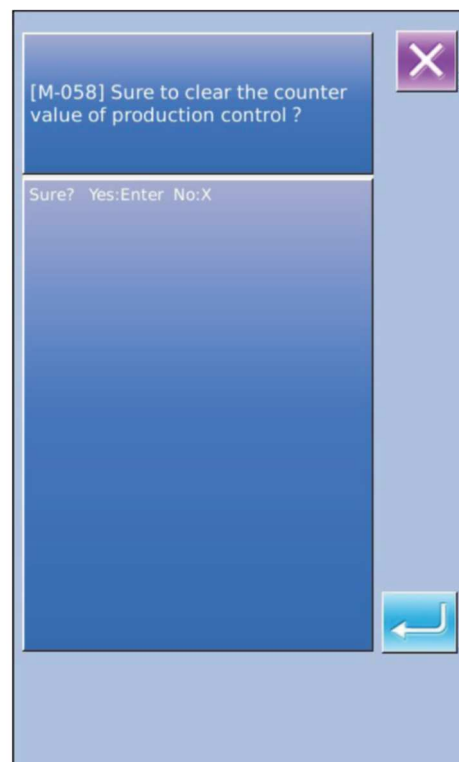 [M-058] Sure to clear the counter
value of production control ?
Sure? Yes:Enter No:X